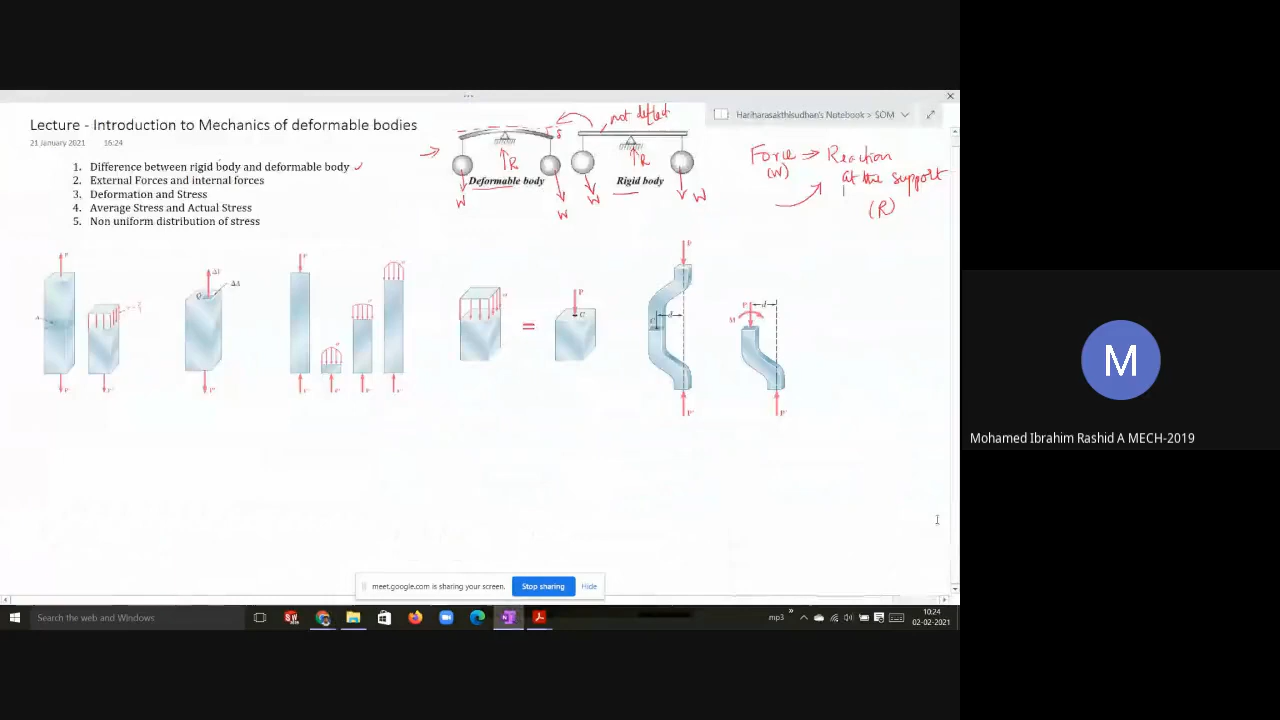 Lecture - Introduction to Mechanics of deformable bodies
21 January 2021 16:24
1. Difference between rigid body and deformable body
2. External Forces and internal forces
3. Deformation and Stress
4. Average Stress and Actual Stress
5. Non uniform distribution of stress
not deflect
δ
R
R
W
W
W
W
Deformable body
Rigid body
Hariharasakthisudhan's Notebook > SOM
Force ⇒ Reaction
(W) at the support
(R)
P
ΔF
ΔA
Q
P
σ
σ
σ
σ
=
P
C
P
C
d
P'
P
d
M
P'
meet.google.com is sharing your screen.
Stop sharing
Hide
Search the web and Windows
mp3
10:24
02-02-2021
M
Mohamed Ibrahim Rashid A MECH-2019